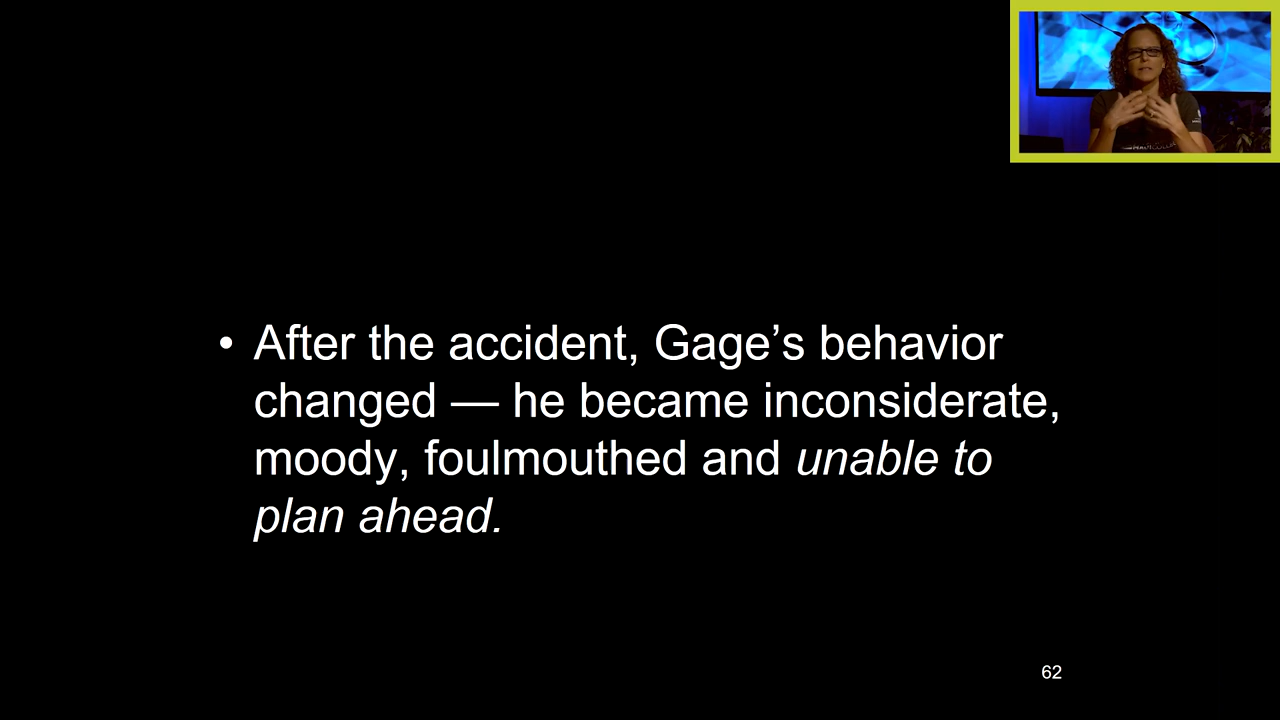 • After the accident, Gage’s behavior
changed — he became inconsiderate,
moody, foulmouthed and unable to
plan ahead.
62